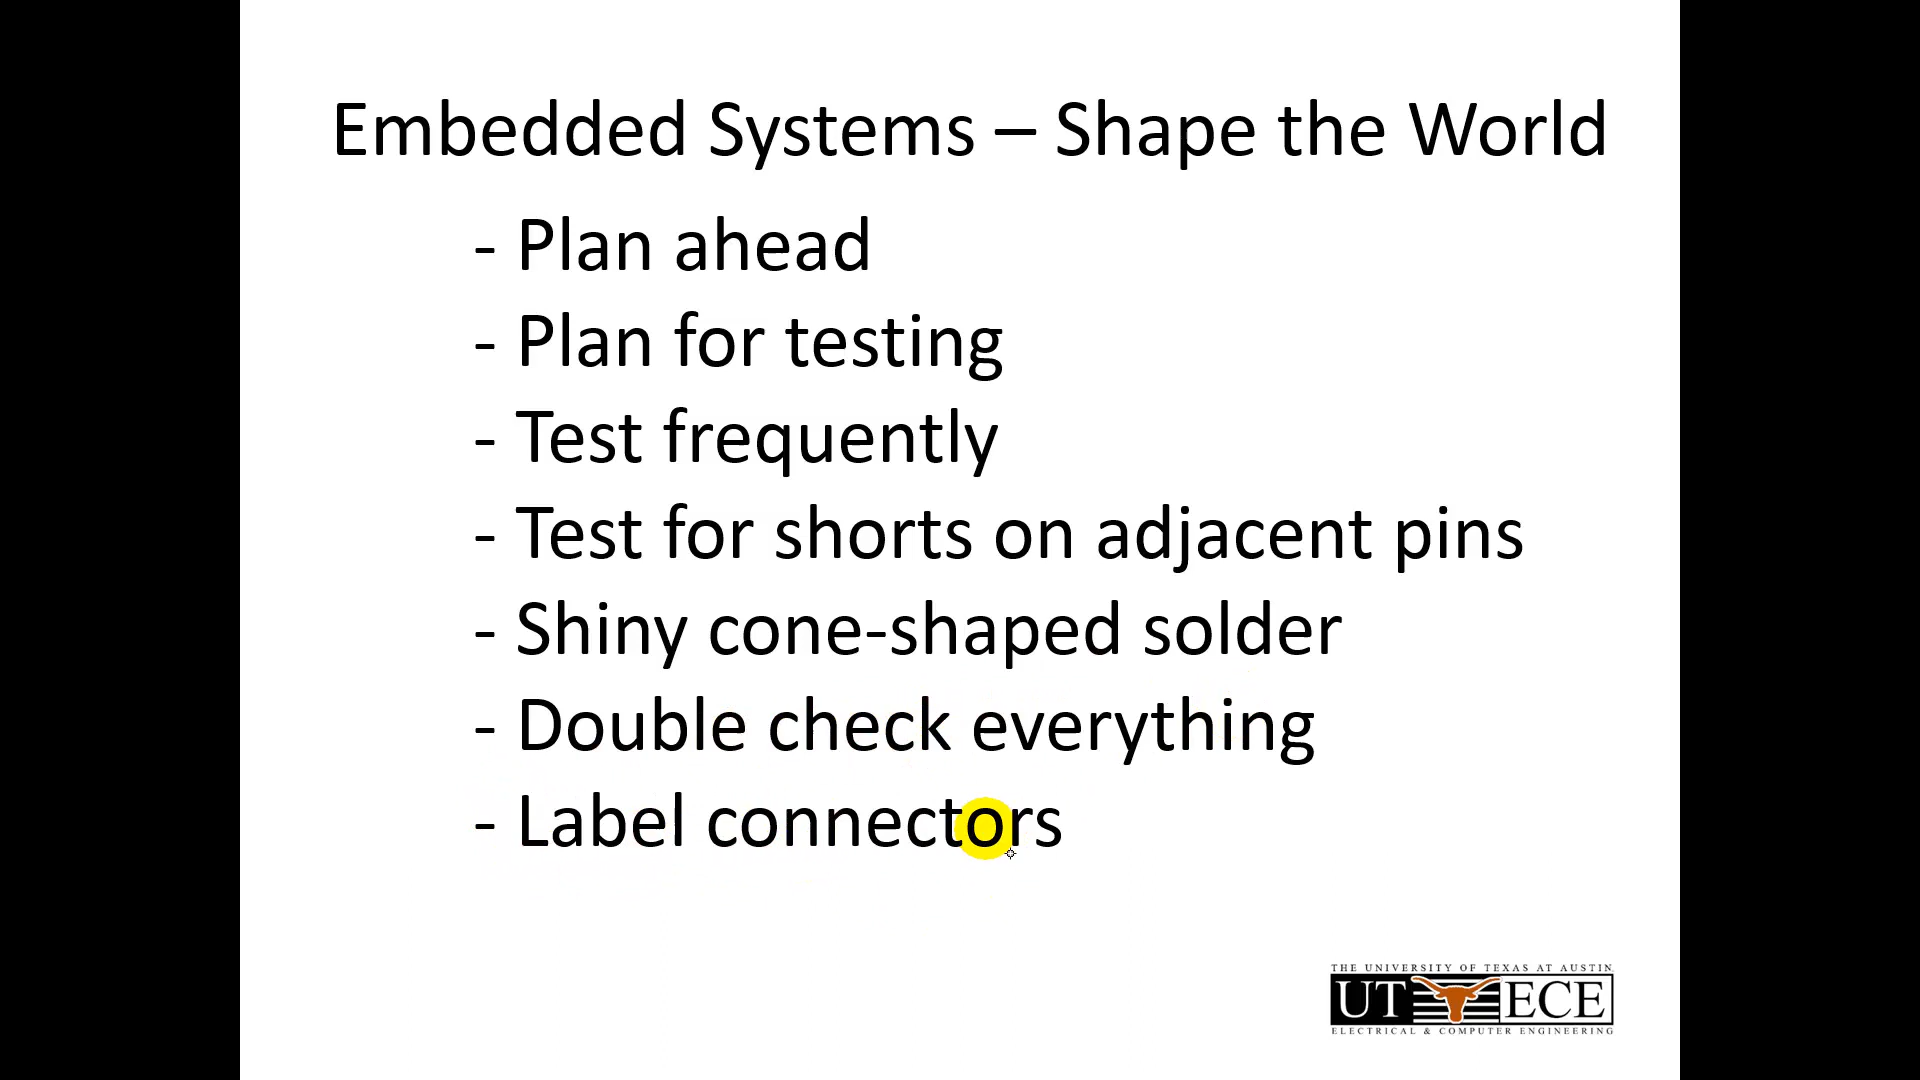 Embedded Systems – Shape the World
- Plan ahead
- Plan for testing
- Test frequently
- Test for shorts on adjacent pins
- Shiny cone-shaped solder
- Double check everything
- Label connectors
THE UNIVERSITY OF TEXAS AT AUSTIN
UT ECE
ELECTRICAL & COMPUTER ENGINEERING